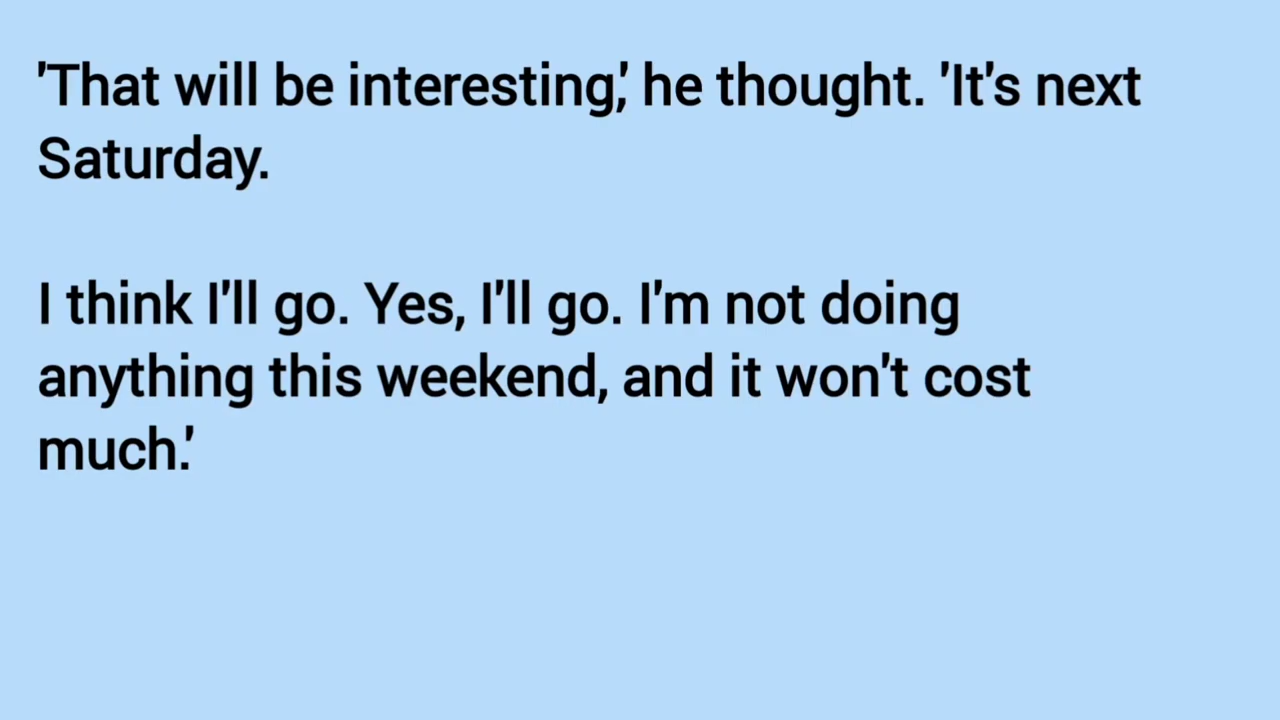 'That will be interesting,' he thought. 'It's next
Saturday.
I think I'll go. Yes, I'll go. I'm not doing
anything this weekend, and it won't cost
much.'